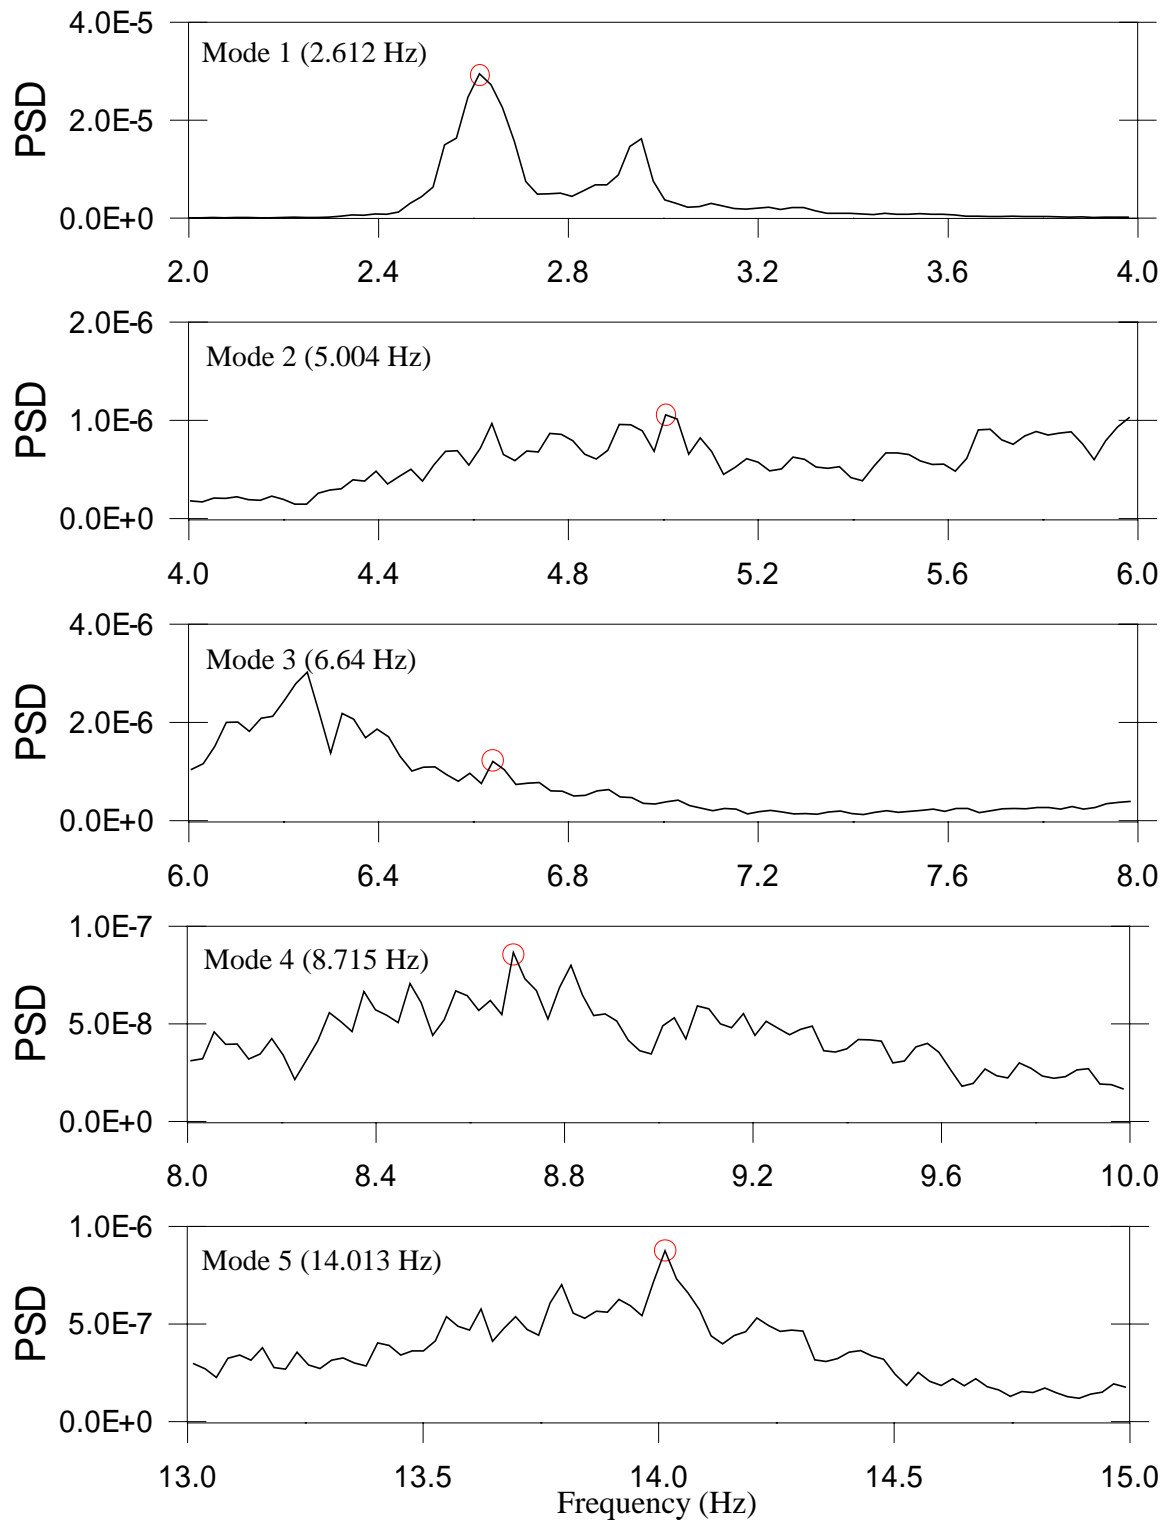 4.0E-5
Mode 1 (2.612 Hz)
PSD
2.0E-5
0.0E+0
2.0 2.4 2.8 3.2 3.6 4.0
2.0E-6
Mode 2 (5.004 Hz)
PSD
1.0E-6
0.0E+0
4.0 4.4 4.8 5.2 5.6 6.0
4.0E-6
Mode 3 (6.64 Hz)
PSD
2.0E-6
0.0E+0
6.0 6.4 6.8 7.2 7.6 8.0
1.0E-7
Mode 4 (8.715 Hz)
PSD
5.0E-8
0.0E+0
8.0 8.4 8.8 9.2 9.6 10.0
1.0E-6
Mode 5 (14.013 Hz)
PSD
5.0E-7
0.0E+0
13.0 13.5 14.0 14.5 15.0
Frequency (Hz)